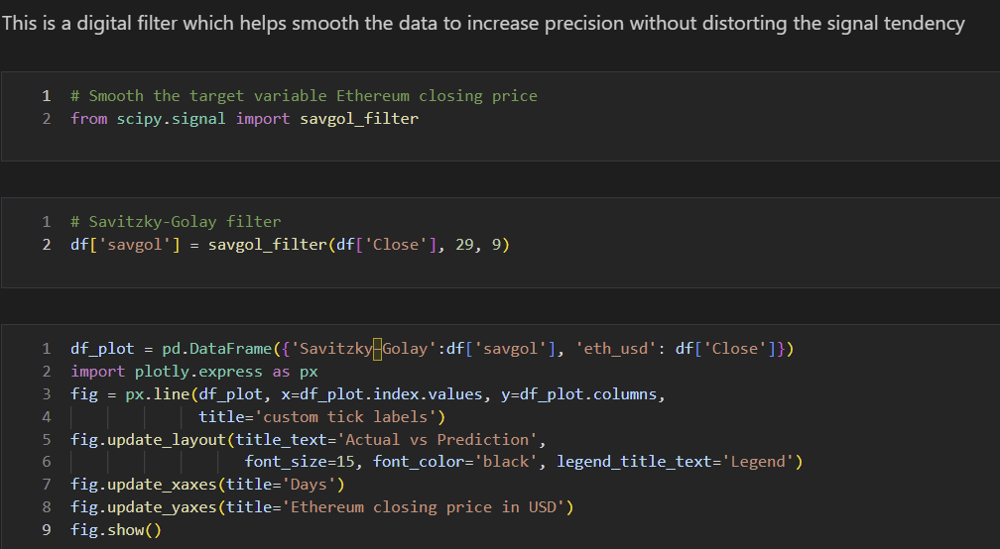 This is a digital filter which helps smooth the data to increase precision without distorting the signal tendency
1 # Smooth the target variable Ethereum closing price
2 from scipy.signal import savgol_filter
1 # Savitzky-Golay filter
2 df['savgol'] = savgol_filter(df['Close'], 29, 9)
1 df_plot = pd.DataFrame({'Savitzky–Golay':df['savgol'], 'eth_usd': df['Close']})
2 import plotly.express as px
3 fig = px.line(df_plot, x=df_plot.index.values, y=df_plot.columns,
4 title='custom tick labels')
5 fig.update_layout(title_text='Actual vs Prediction',
6 font_size=15, font_color='black', legend_title_text='Legend')
7 fig.update_xaxes(title='Days')
8 fig.update_yaxes(title='Ethereum closing price in USD')
9 fig.show()